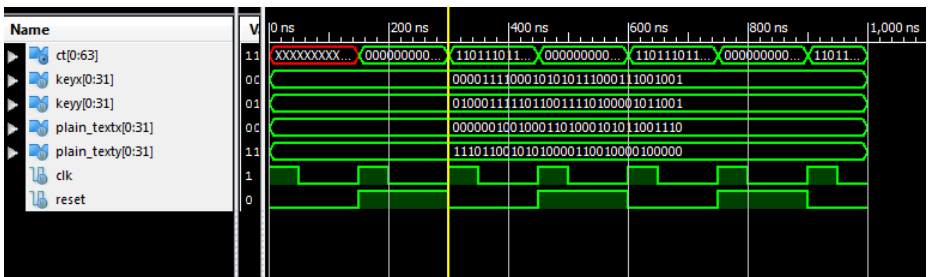 Name V 0 ns 200 ns 400 ns 600 ns 800 ns 1,000 ns
ct[0:63] 11 XXXXXXXXX... 000000000... 110111011... 000000000... 110111011... 000000000... 11011...
keyx[0:31] 00 00001111000101010111000111001001
keyy[0:31] 01 01000111110110011110100001011001
plain_textx[0:31] 00 00000010010001101000101011001110
plain_texty[0:31] 11 11101100101010000110010000100000
clk 1
reset 0